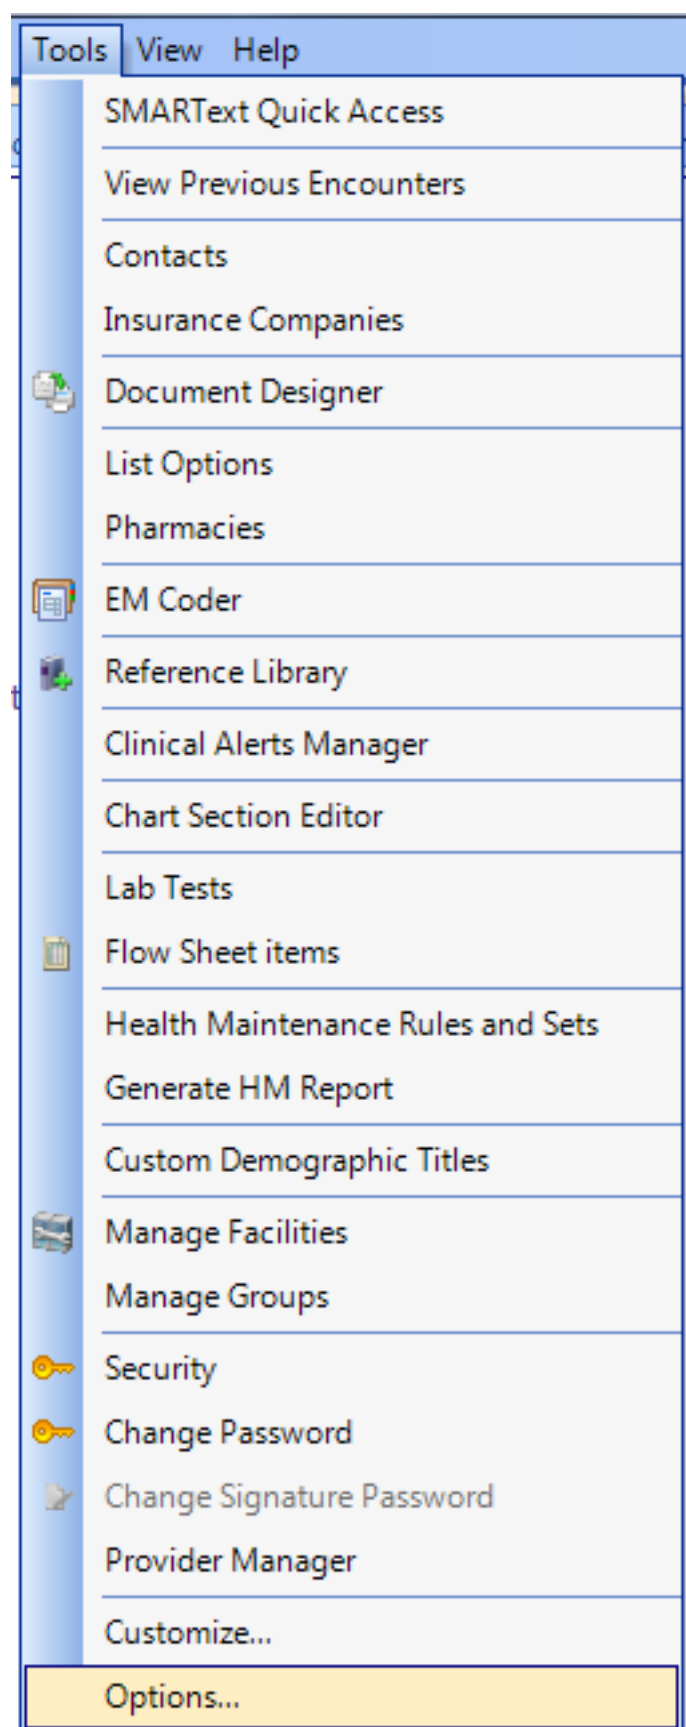 Tools View Help
SMARText Quick Access
View Previous Encounters
Contacts
Insurance Companies
Document Designer
List Options
Pharmacies
EM Coder
Reference Library
Clinical Alerts Manager
Chart Section Editor
Lab Tests
Flow Sheet items
Health Maintenance Rules and Sets
Generate HM Report
Custom Demographic Titles
Manage Facilities
Manage Groups
Security
Change Password
Change Signature Password
Provider Manager
Customize...
Options...